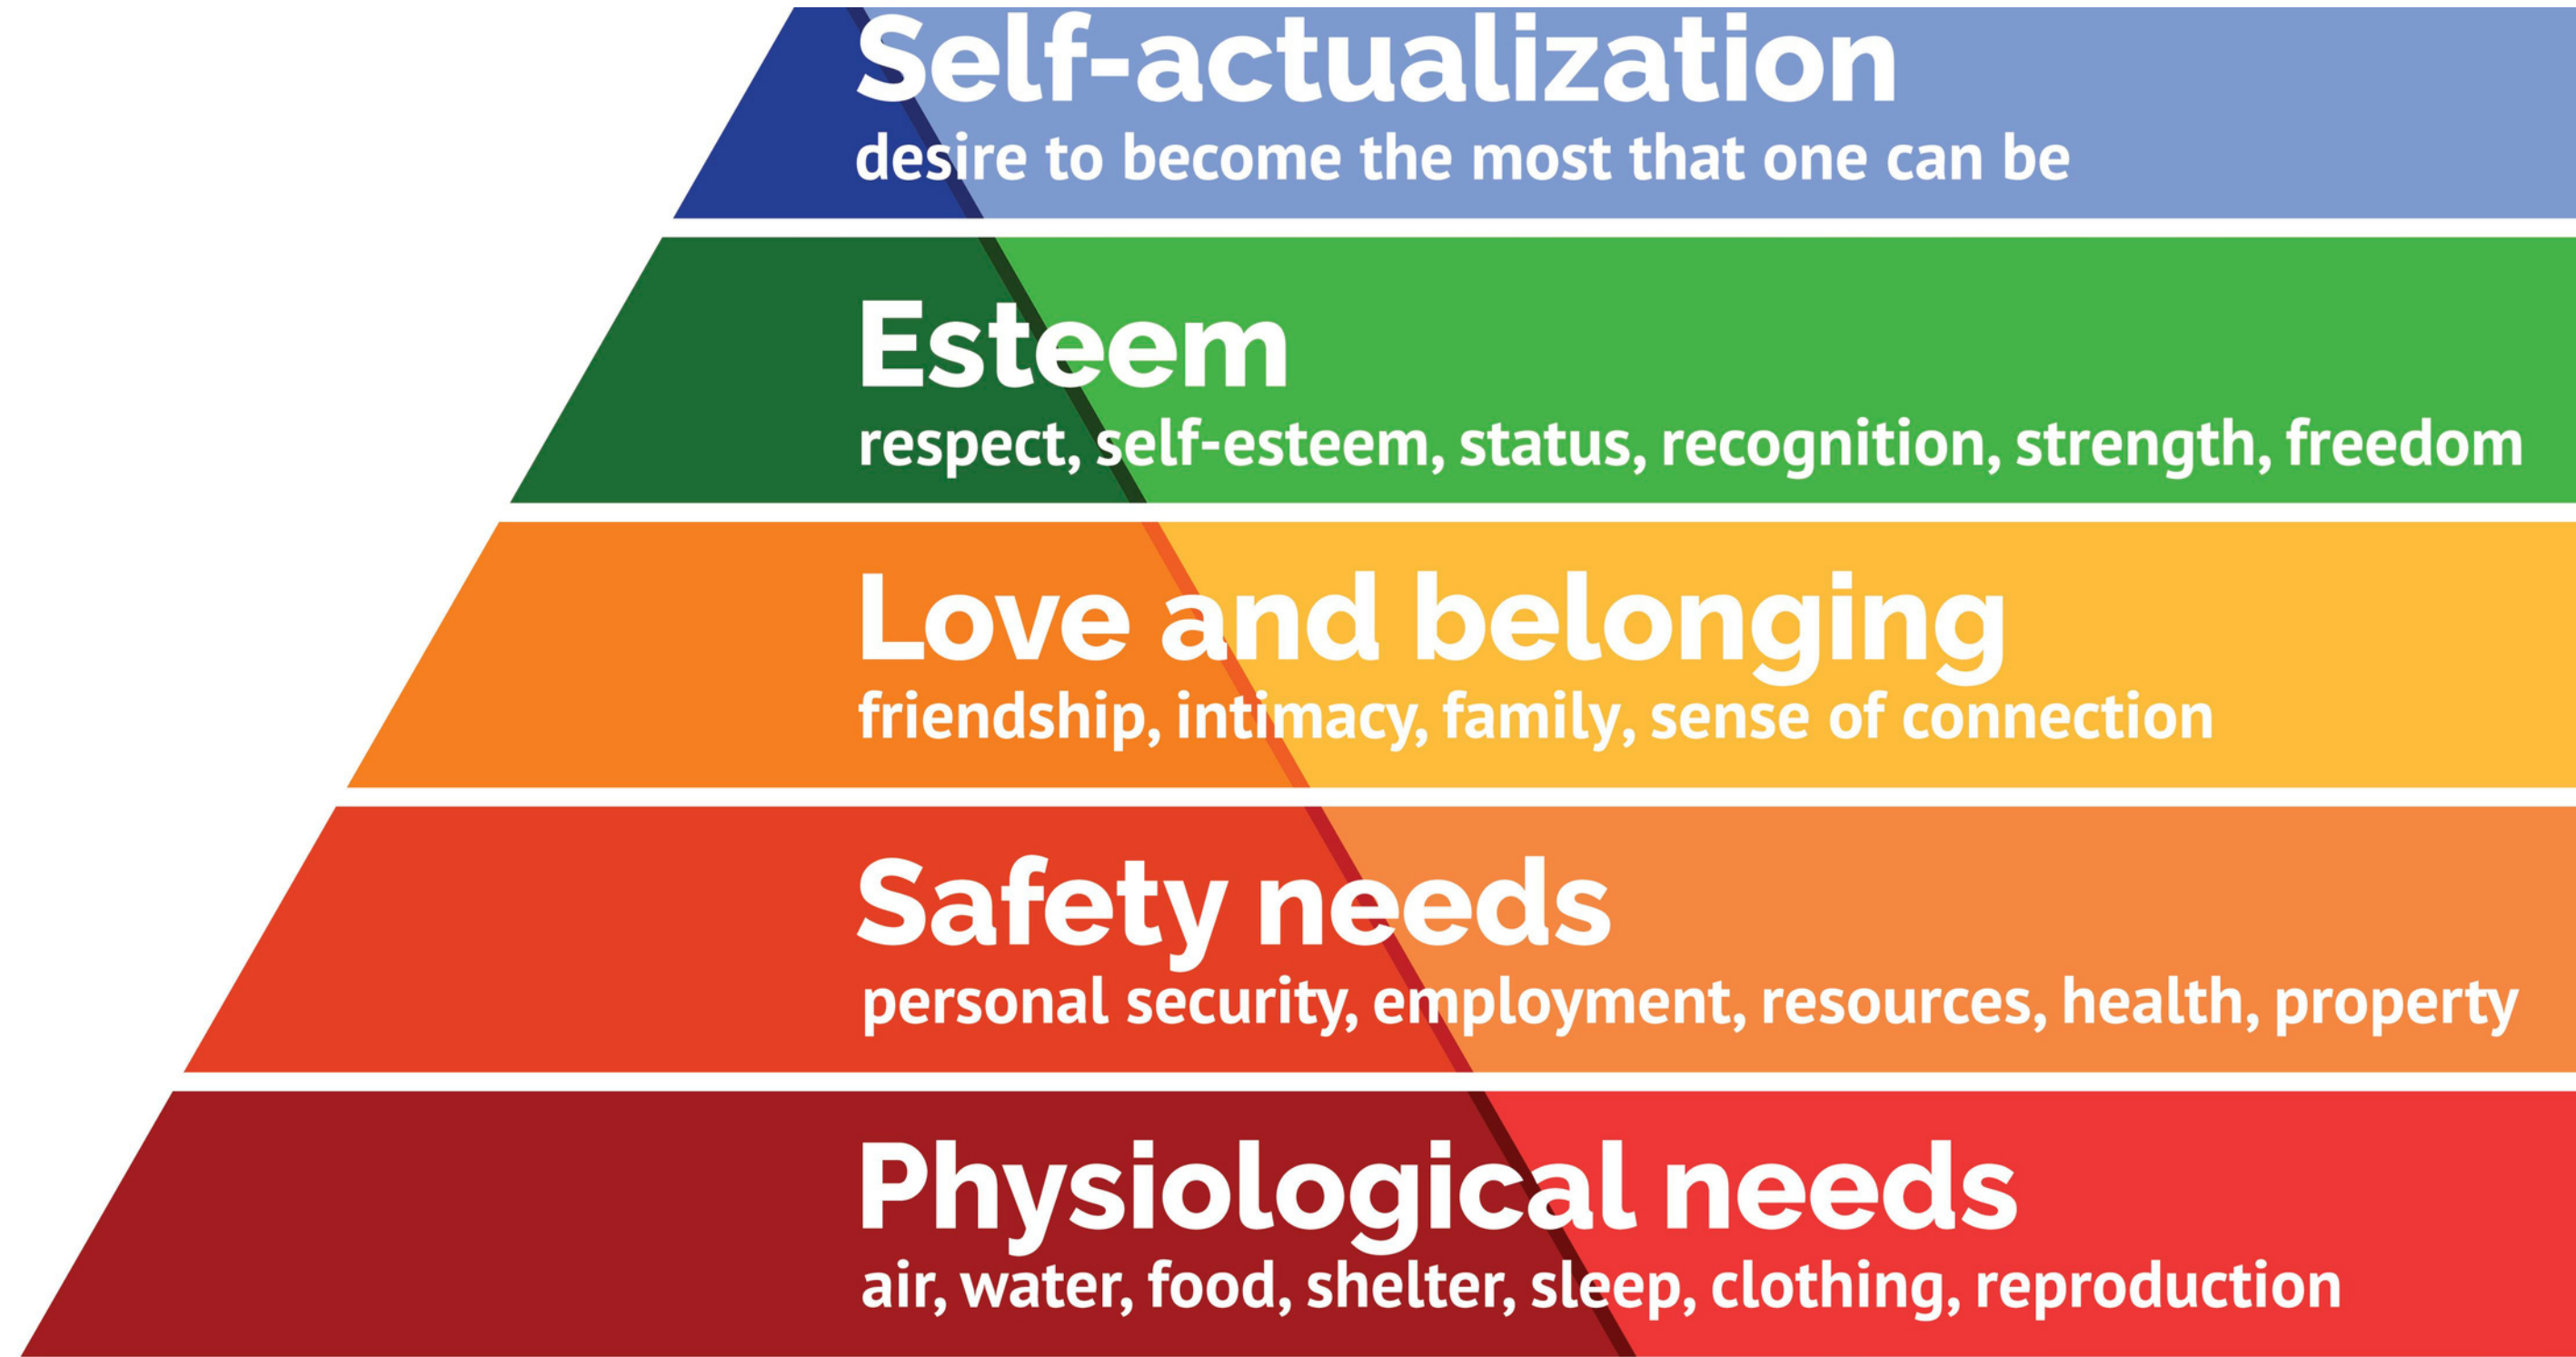 Self-actualization
desire to become the most that one can be
Esteem
respect, self-esteem, status, recognition, strength, freedom
Love and belonging
friendship, intimacy, family, sense of connection
Safety needs
personal security, employment, resources, health, property
Physiological needs
air, water, food, shelter, sleep, clothing, reproduction